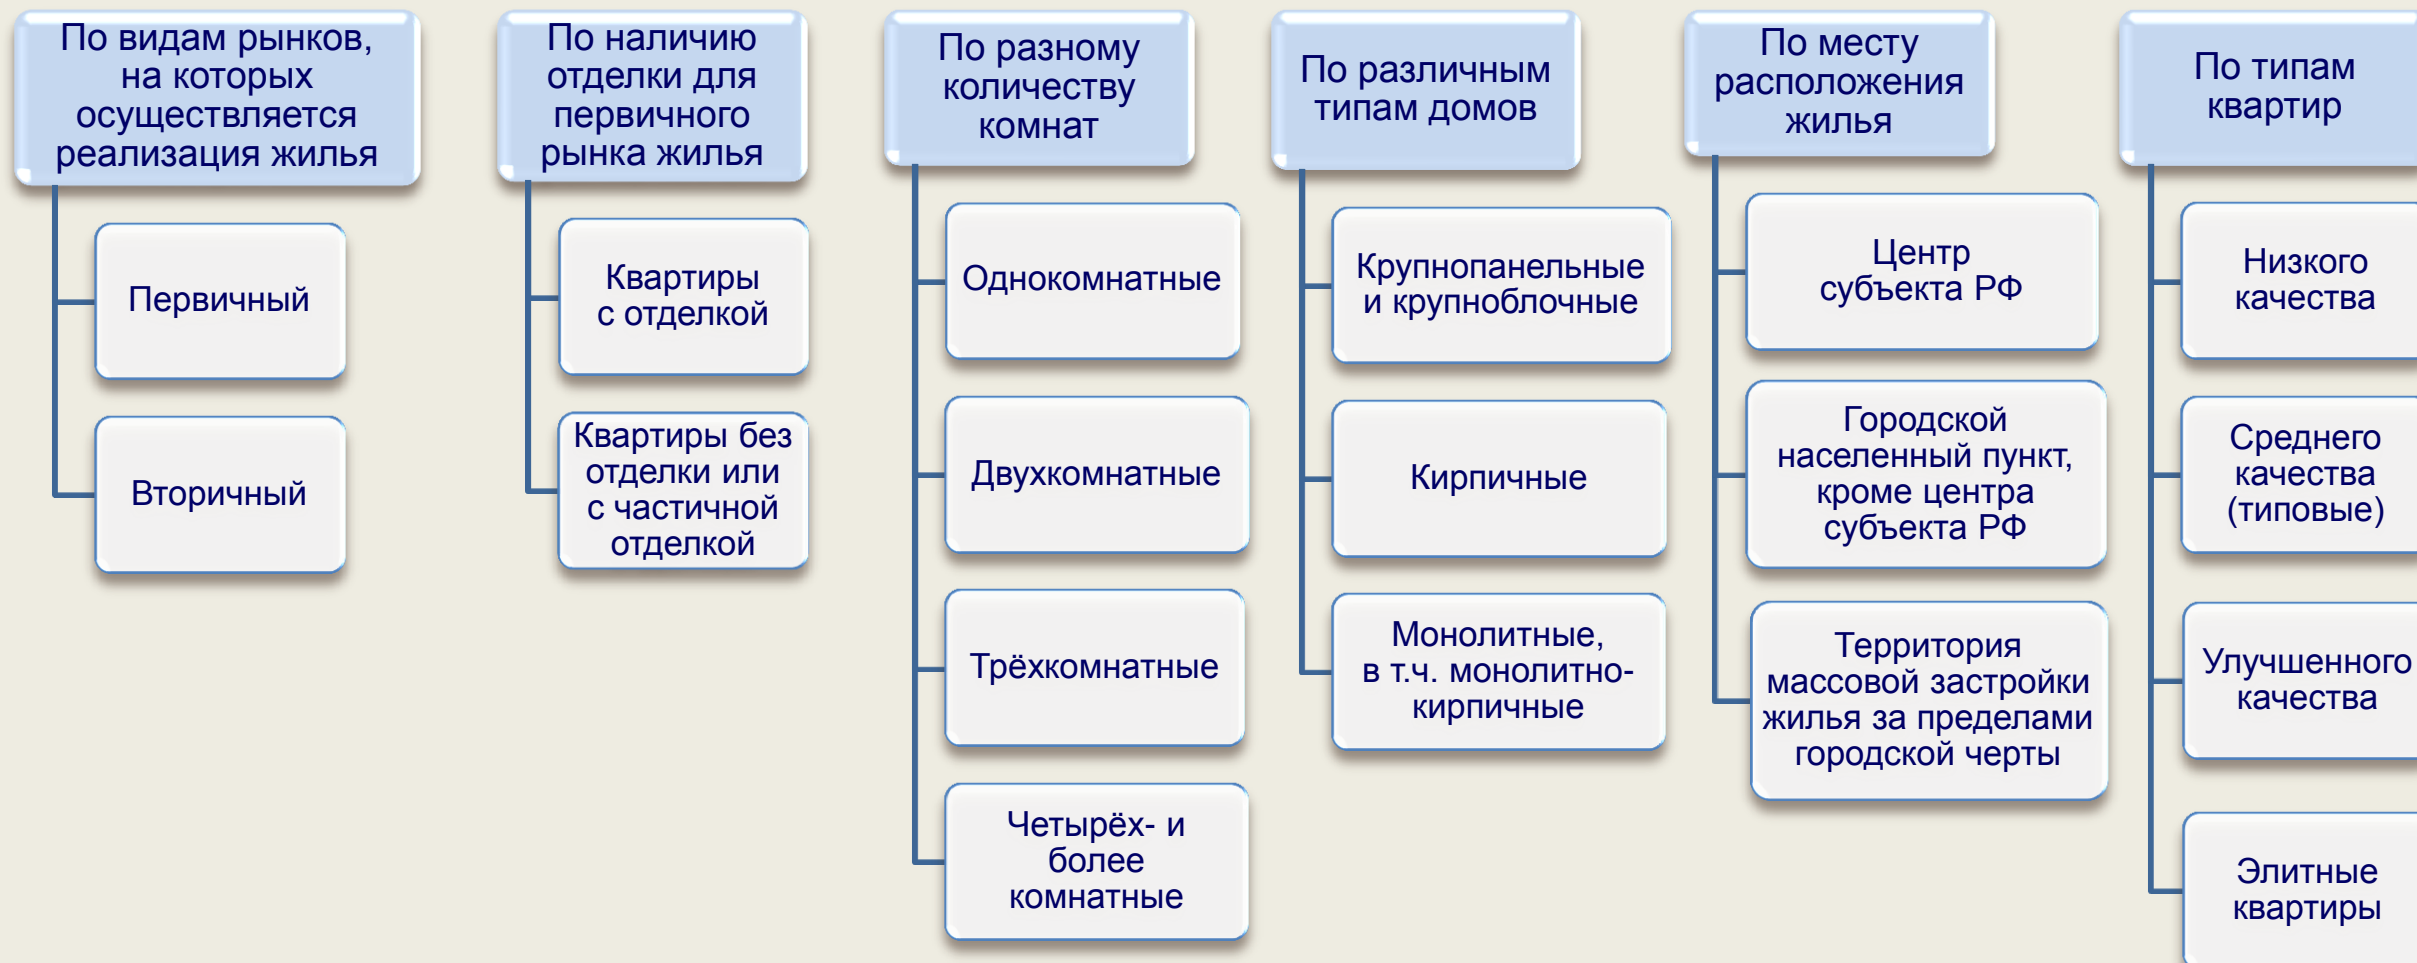 По видам рынков,
на которых
осуществляется
реализация жилья
Первичный
Вторичный
По наличию
отделки для
первичного
рынка жилья
Квартиры
с отделкой
Квартиры без
отделки или
с частичной
отделкой
По разному
количеству
комнат
Однокомнатные
Двухкомнатные
Трёхкомнатные
Четырёх- и
более
комнатные
По различным
типам домов
Крупнопанельные
и крупноблочные
Кирпичные
Монолитные,
в т.ч. монолитно-
кирпичные
По месту
расположения
жилья
Центр
субъекта РФ
Городской
населенный пункт,
кроме центра
субъекта РФ
Территория
массовой застройки
жилья за пределами
городской черты
По типам
квартир
Низкого
качества
Среднего
качества
(типовые)
Улучшенного
качества
Элитные
квартиры